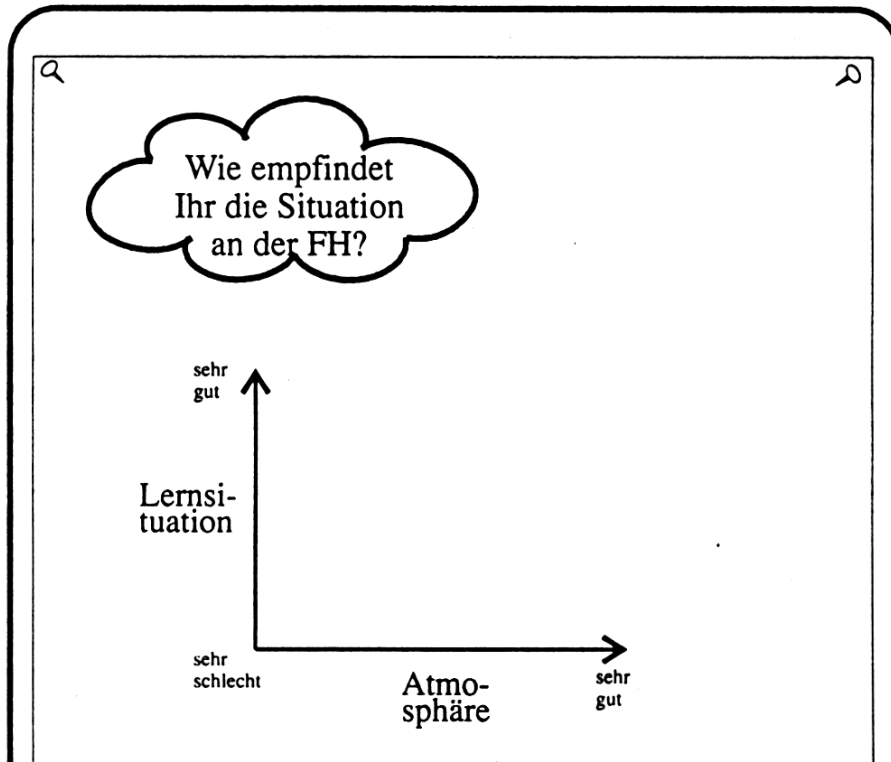 Wie empfindet
Ihr die Situation
an der FH?
sehr
gut
Lernsi-
tuation
sehr
schlecht
Atmo-
sphäre
sehr
gut